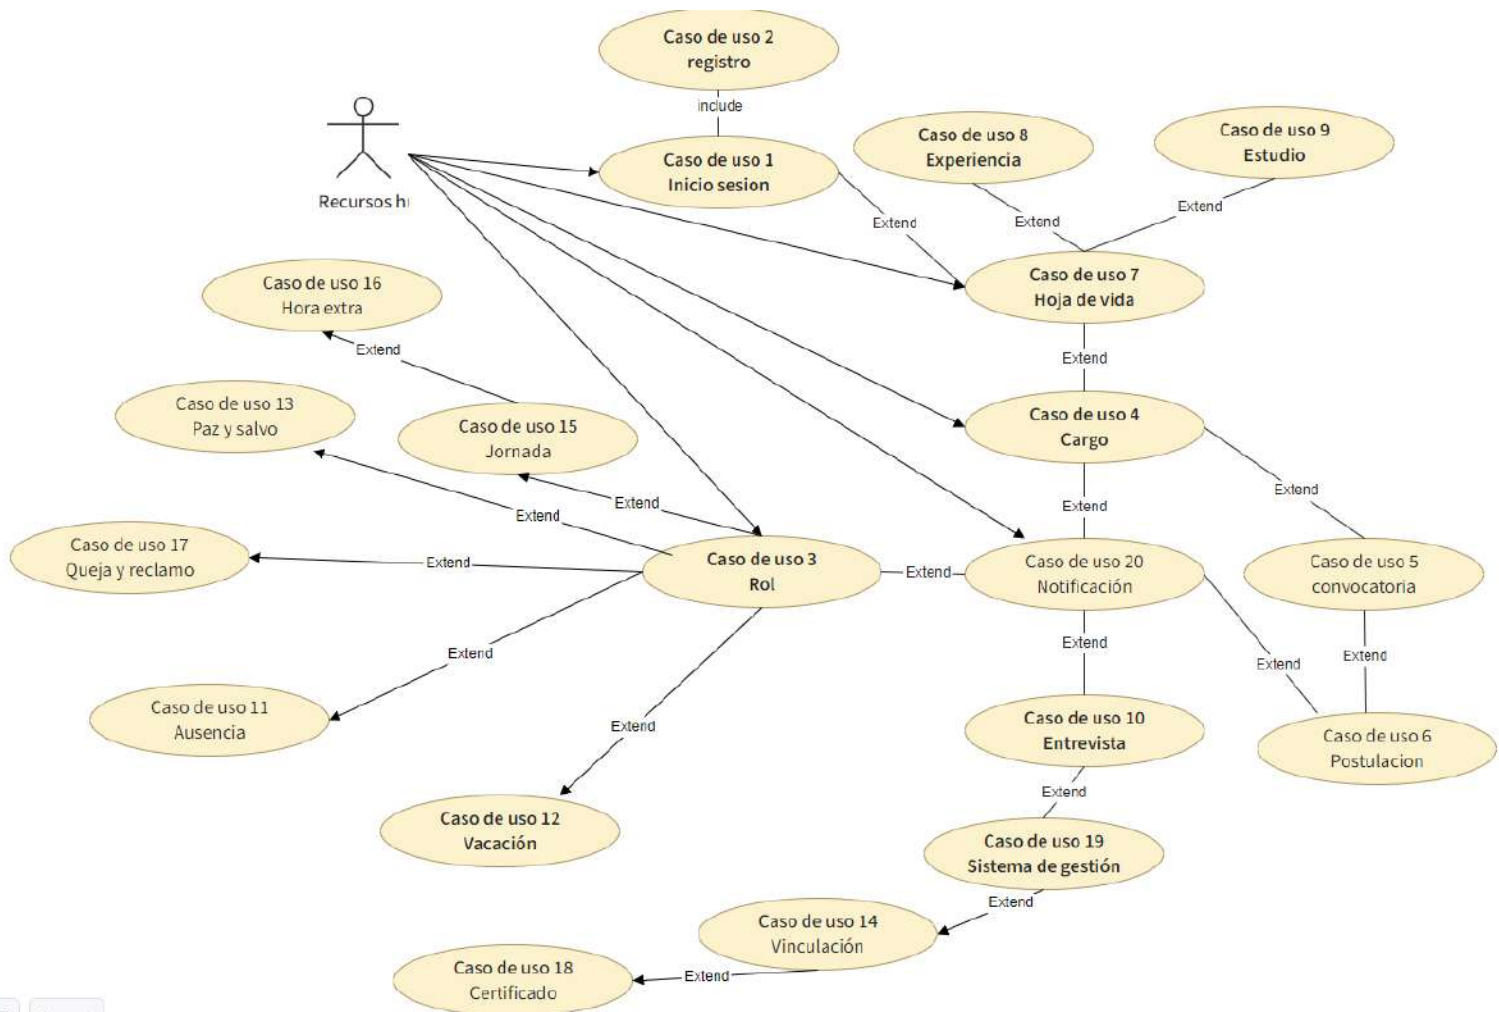 Caso de uso 2
registro
include
Caso de uso 1
Inicio sesion
Caso de uso 8
Experiencia
Caso de uso 9
Estudio
Recursos
Extend
Extend
Extend
Caso de uso 7
Hoja de vida
Caso de uso 16
Hora extra
Extend
Extend
Caso de uso 13
Paz y salvo
Caso de uso 15
Jornada
Caso de uso 4
Cargo
Extend
Extend
Extend
Extend
Caso de uso 17
Queja y reclamo
Extend
Caso de uso 3
Rol
Extend
Caso de uso 20
Notificación
Caso de uso 5
convocatoria
Extend
Extend
Extend
Extend
Caso de uso 11
Ausencia
Extend
Caso de uso 10
Entrevista
Caso de uso 6
Postulacion
Extend
Caso de uso 12
Vacación
Caso de uso 19
Sistema de gestión
Extend
Caso de uso 14
Vinculación
Extend
Caso de uso 18
Certificado